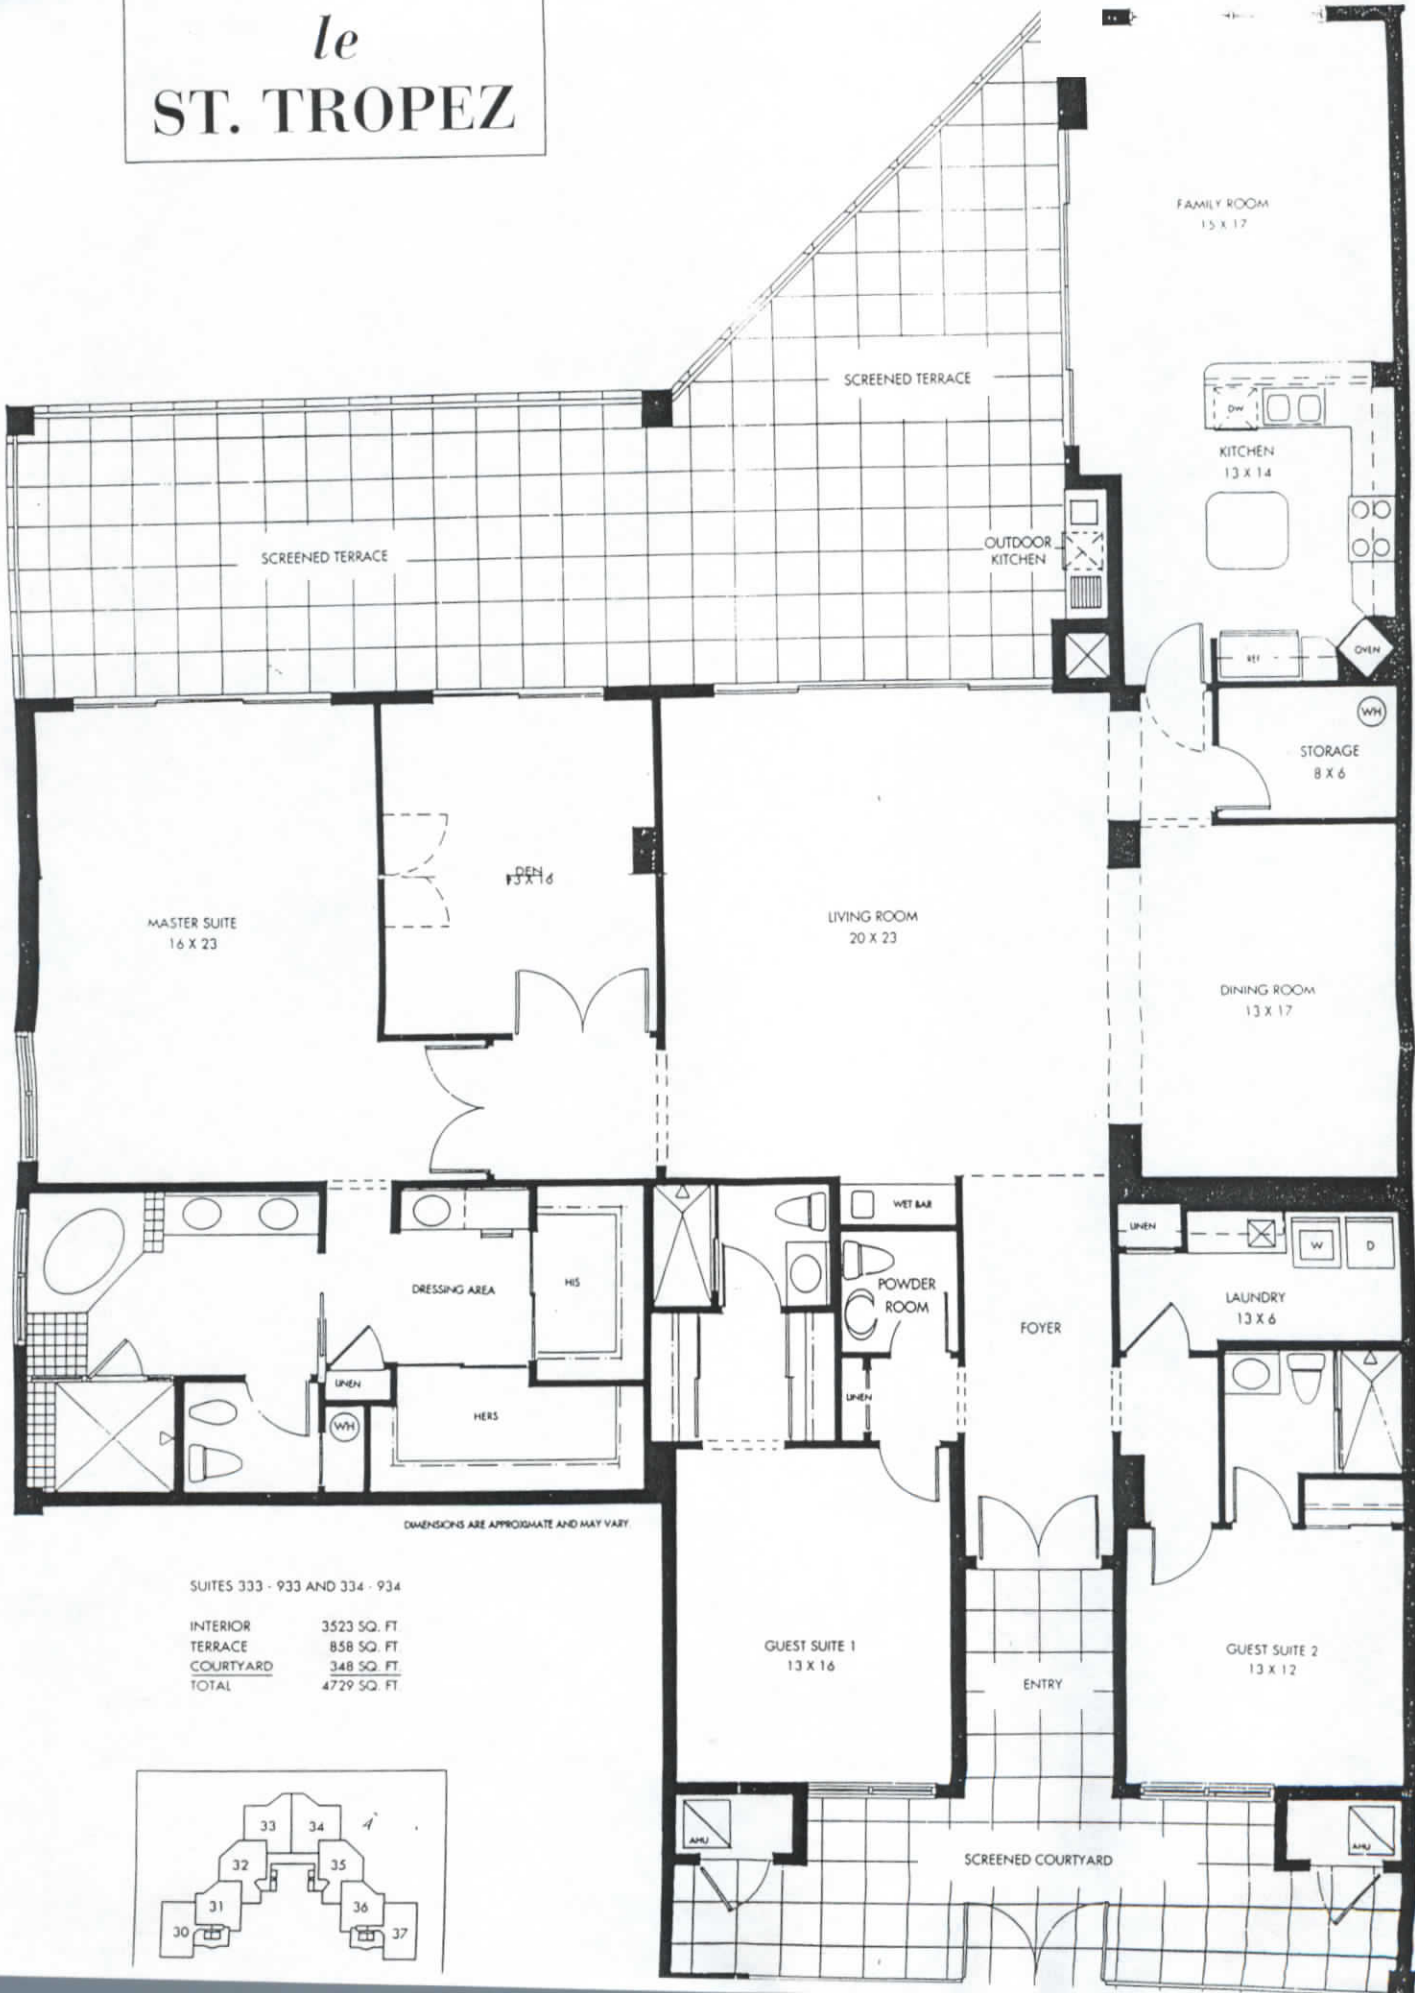 le
ST. TROPEZ
FAMILY ROOM
15 X 17
SCREENED TERRACE
DW
KITCHEN
13 X 14
SCREENED TERRACE
OUTDOOR
KITCHEN
REF
OVEN
WH
STORAGE
8 X 6
DEN
13 X 16
MASTER SUITE
16 X 23
LIVING ROOM
20 X 23
DINING ROOM
13 X 17
WET BAR
LINEN
W
D
HIS
DRESSING AREA
POWDER
ROOM
LAUNDRY
13 X 6
FOYER
LINEN
LINEN
HERS
WH
DIMENSIONS ARE APPROXIMATE AND MAY VARY.
SUITES 333 - 933 AND 334 - 934
INTERIOR 3523 SQ. FT.
TERRACE 858 SQ. FT.
COURTYARD 348 SQ. FT.
TOTAL 4729 SQ. FT.
GUEST SUITE 1
13 X 16
GUEST SUITE 2
13 X 12
ENTRY
AHU
AHU
SCREENED COURTYARD
33
34
32
35
31
36
30
37